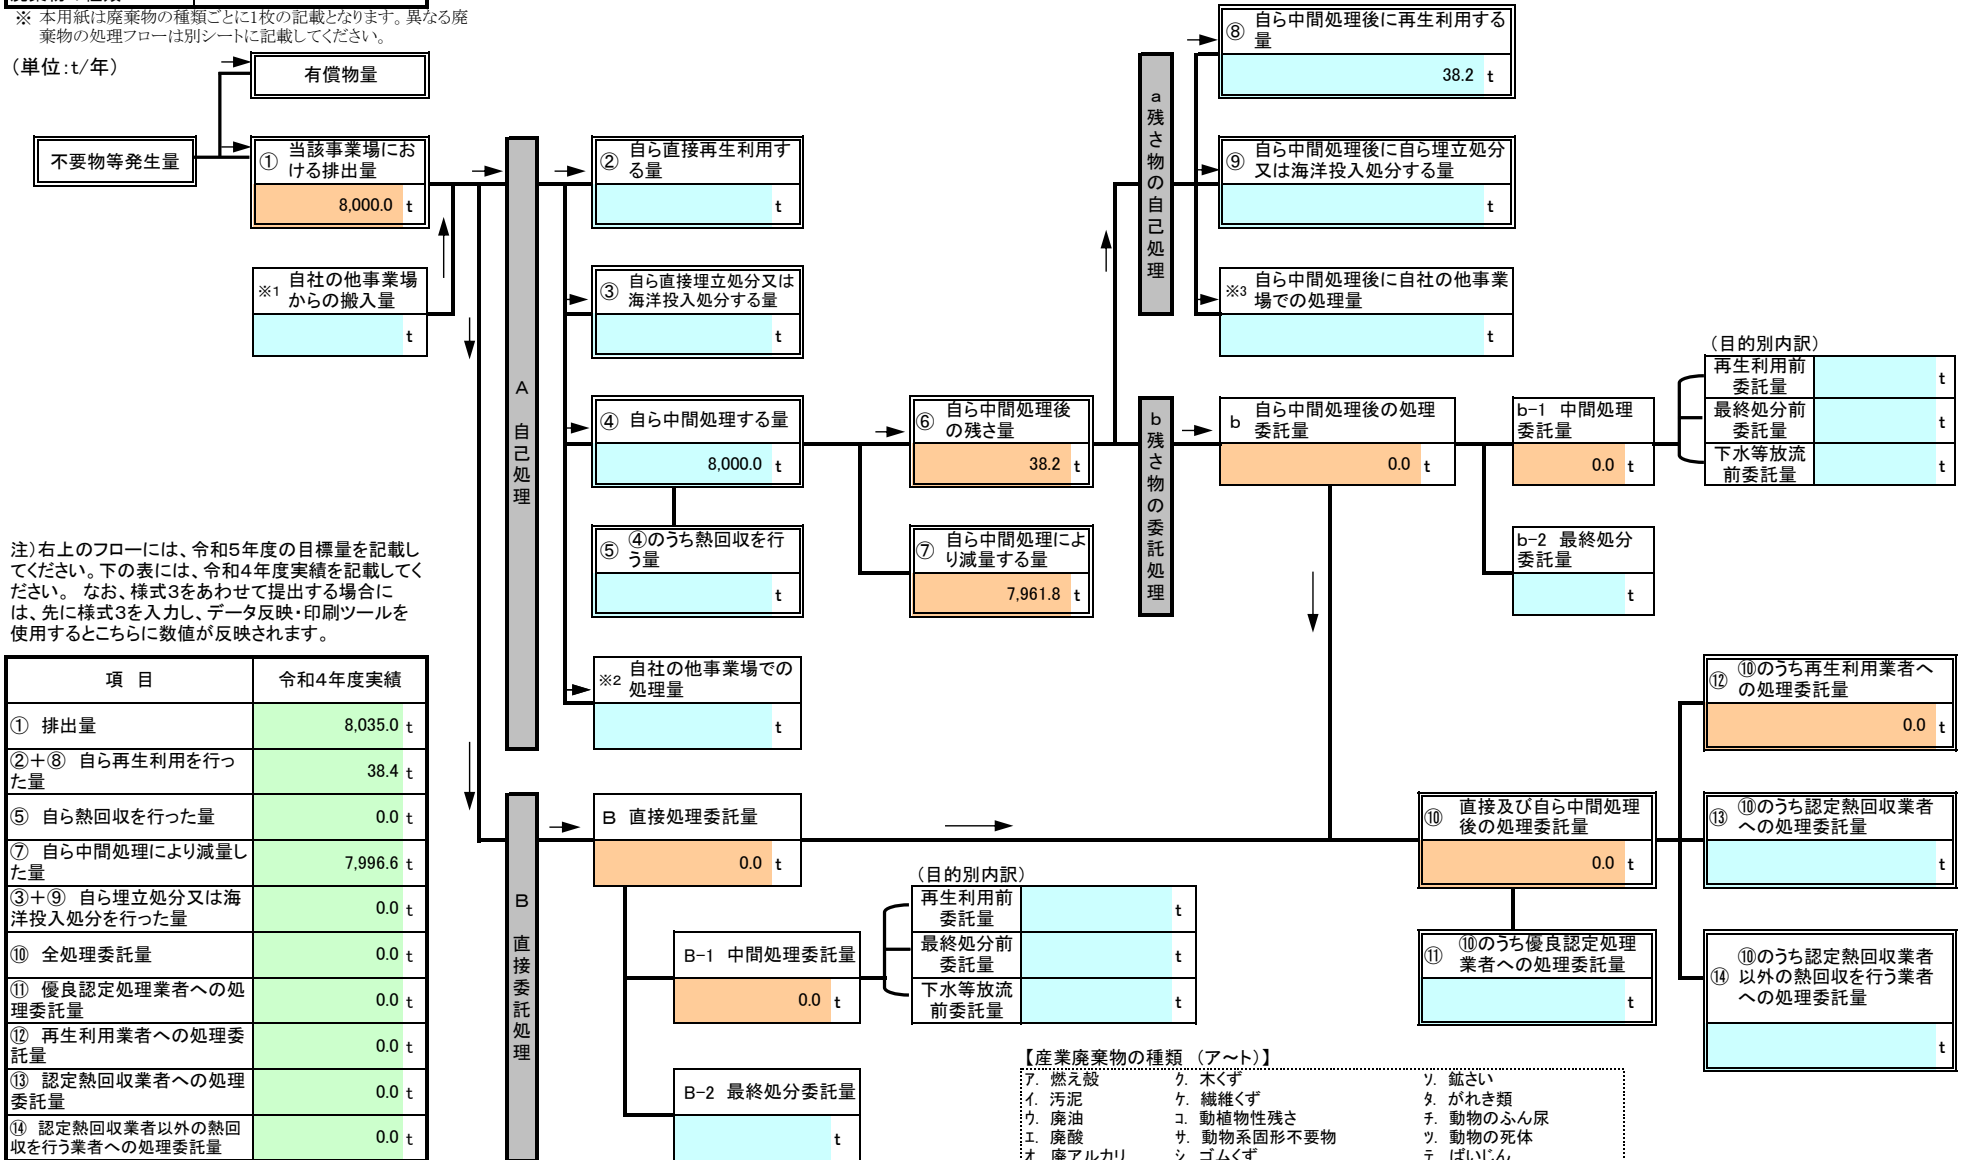 ※ 本用紙は廃棄物の種類ごとに1枚の記載となります。異なる廃
棄物の処理フローは別シートに記載してください。
(単位:t/年)
有償物量
不要物等発生量
① 当該事業場にお
ける排出量
8,000.0 t
※1 自社の他事業場
からの搬入量
t
A 自己処理
② 自ら直接再生利用す
る量
t
③ 自ら直接埋立処分又は
海洋投入処分する量
t
④ 自ら中間処理する量
8,000.0 t
⑤ ④のうち熱回収を行
う量
t
※2 自社の他事業場での
処理量
t
⑥ 自ら中間処理後
の残さ量
38.2 t
⑦ 自ら中間処理によ
り減量する量
7,961.8 t
a 残さ物の自己処理
⑧ 自ら中間処理後に再生利用する
量
38.2 t
⑨ 自ら中間処理後に自ら埋立処分
又は海洋投入処分する量
t
※3 自ら中間処理後に自社の他事業
場での処理量
t
b 残さ物の委託処理
b 自ら中間処理後の処理
委託量
0.0 t
b-1 中間処理
委託量
0.0 t
(目的別内訳)
再生利用前
委託量
t
最終処分前
委託量
t
下水等放流
前委託量
t
b-2 最終処分
委託量
t
注)右上のフローには、令和5年度の目標量を記載し
てください。下の表には、令和4年度実績を記載してく
ださい。 なお、様式3をあわせて提出する場合に
は、先に様式3を入力し、データ反映・印刷ツールを
使用するとこちらに数値が反映されます。
項 目 令和4年度実績
① 排出量 8,035.0 t
②+⑧ 自ら再生利用を行っ
た量 38.4 t
⑤ 自ら熱回収を行った量 0.0 t
⑦ 自ら中間処理により減量し
た量 7,996.6 t
③+⑨ 自ら埋立処分又は海
洋投入処分を行った量 0.0 t
⑩ 全処理委託量 0.0 t
⑪ 優良認定処理業者への処
理委託量 0.0 t
⑫ 再生利用業者への処理委
託量 0.0 t
⑬ 認定熱回収業者への処理
委託量 0.0 t
⑭ 認定熱回収業者以外の熱回
収を行う業者への処理委託量 0.0 t
B 直接委託処理
B 直接処理委託量
0.0 t
B-1 中間処理委託量
0.0 t
(目的別内訳)
再生利用前
委託量
t
最終処分前
委託量
t
下水等放流
前委託量
t
B-2 最終処分委託量
t
⑩ 直接及び自ら中間処理
後の処理委託量
0.0 t
⑪ ⑩のうち優良認定処理
業者への処理委託量
t
⑫ ⑩のうち再生利用業者へ
の処理委託量
0.0 t
⑬ ⑩のうち認定熱回収業者
への処理委託量
t
⑭ ⑩のうち認定熱回収業者
以外の熱回収を行う業者
への処理委託量
t
【産業廃棄物の種類 (ア~ト)】
ア. 燃え殻 ク. 木くず ソ. 鉱さい
イ. 汚泥 ケ. 繊維くず タ. がれき類
ウ. 廃油 コ. 動植物性残さ チ. 動物のふん尿
エ. 廃酸 サ. 動物系固形不要物 ツ. 動物の死体
オ. 廃アルカリ シ. ゴムくず テ. ばいじん